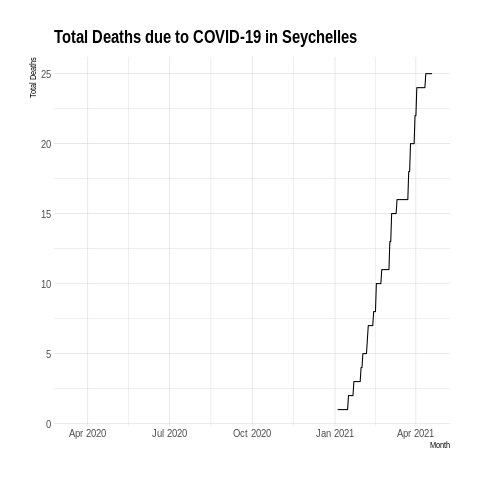 Total Deaths due to COVID-19 in Seychelles
Total Deaths
25
20
15
10
5
0
Apr 2020 Jul 2020 Oct 2020 Jan 2021 Apr 2021
Month